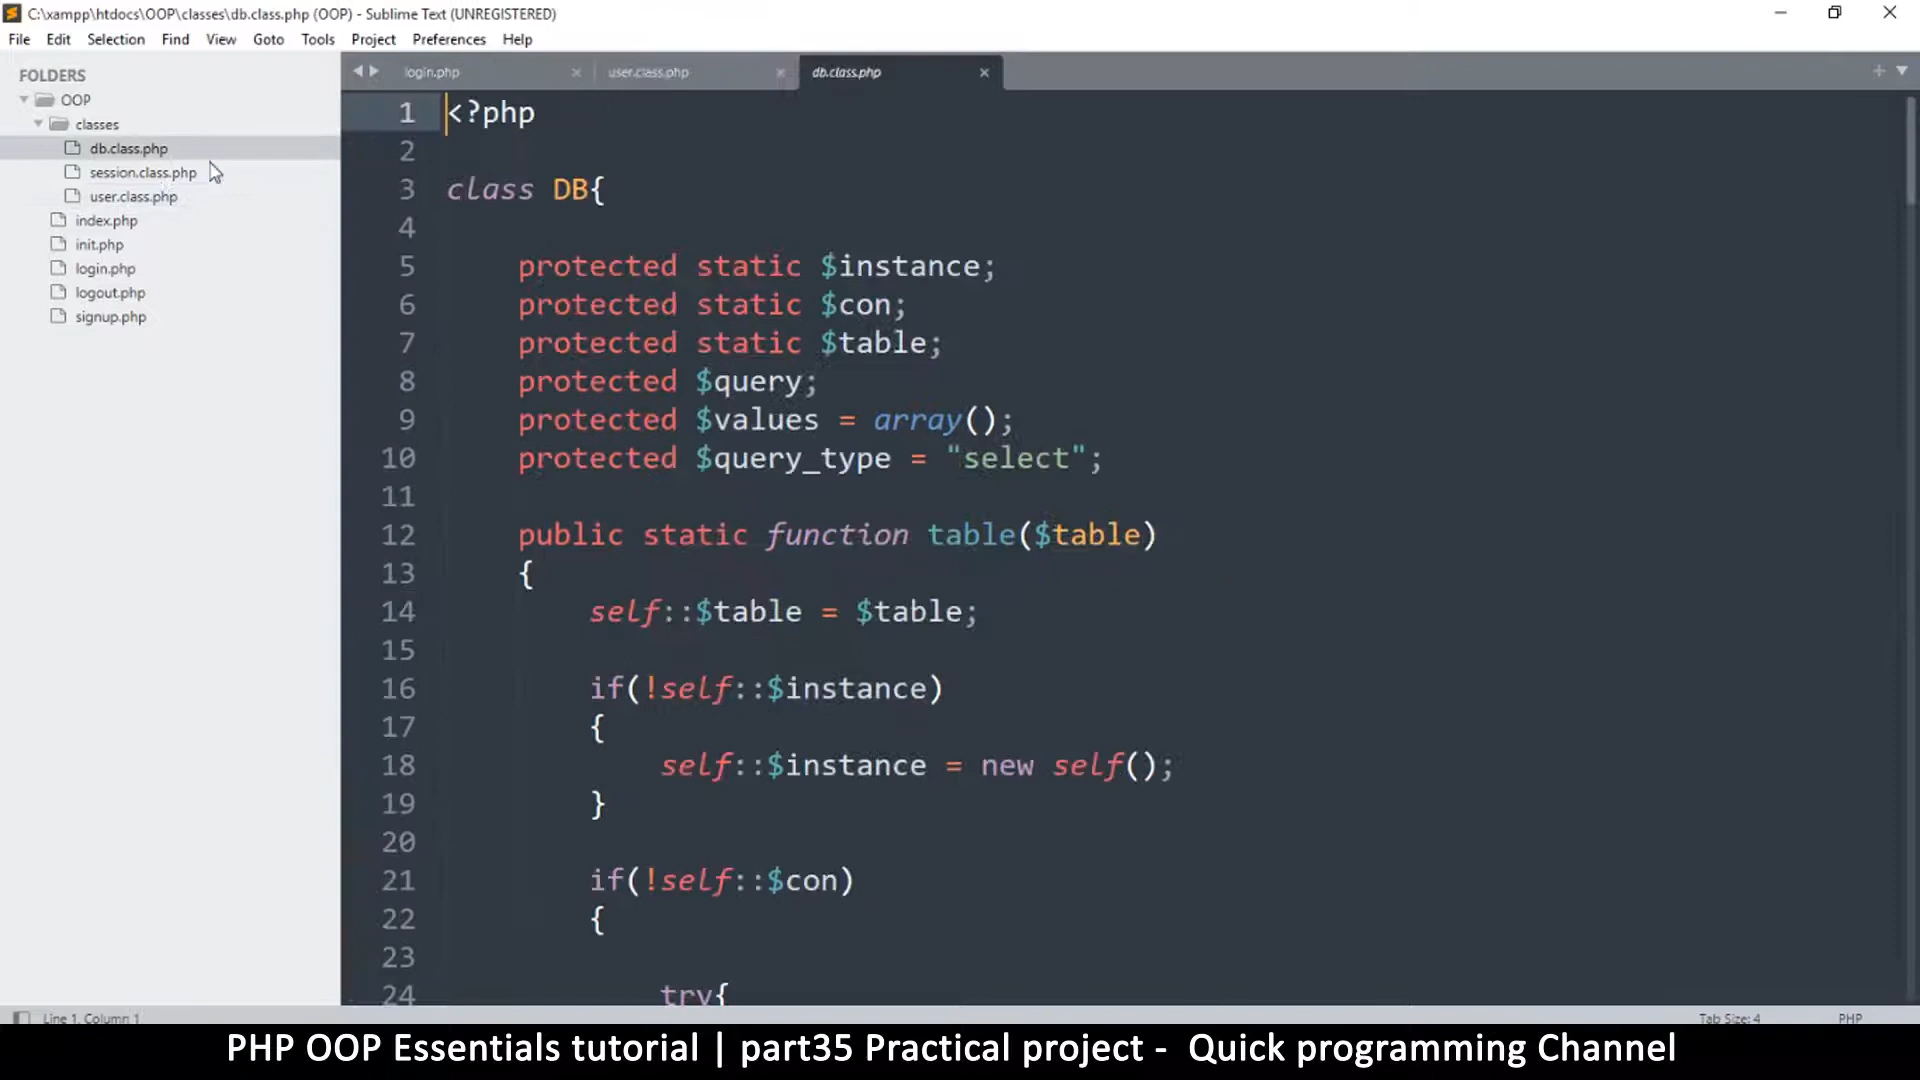 C:\xampp\htdocs\OOP\classes\db.class.php (OOP) - Sublime Text (UNREGISTERED)
File Edit Selection Find View Goto Tools Project Preferences Help
FOLDERS
OOP
classes
db.class.php
session.class.php
user.class.php
index.php
init.php
login.php
logout.php
signup.php
login.php user.class.php db.class.php
1 <?php
2
3 class DB{
4
5 protected static $instance;
6 protected static $con;
7 protected static $table;
8 protected $query;
9 protected $values = array();
10 protected $query_type = "select";
11
12 public static function table($table)
13 {
14 self::$table = $table;
15
16 if(!self::$instance)
17 {
18 self::$instance = new self();
19 }
20
21 if(!self::$con)
22 {
23
24 try{
Line 1, Column 1 Tab Size: 4 PHP
PHP OOP Essentials tutorial | part35 Practical project - Quick programming Channel